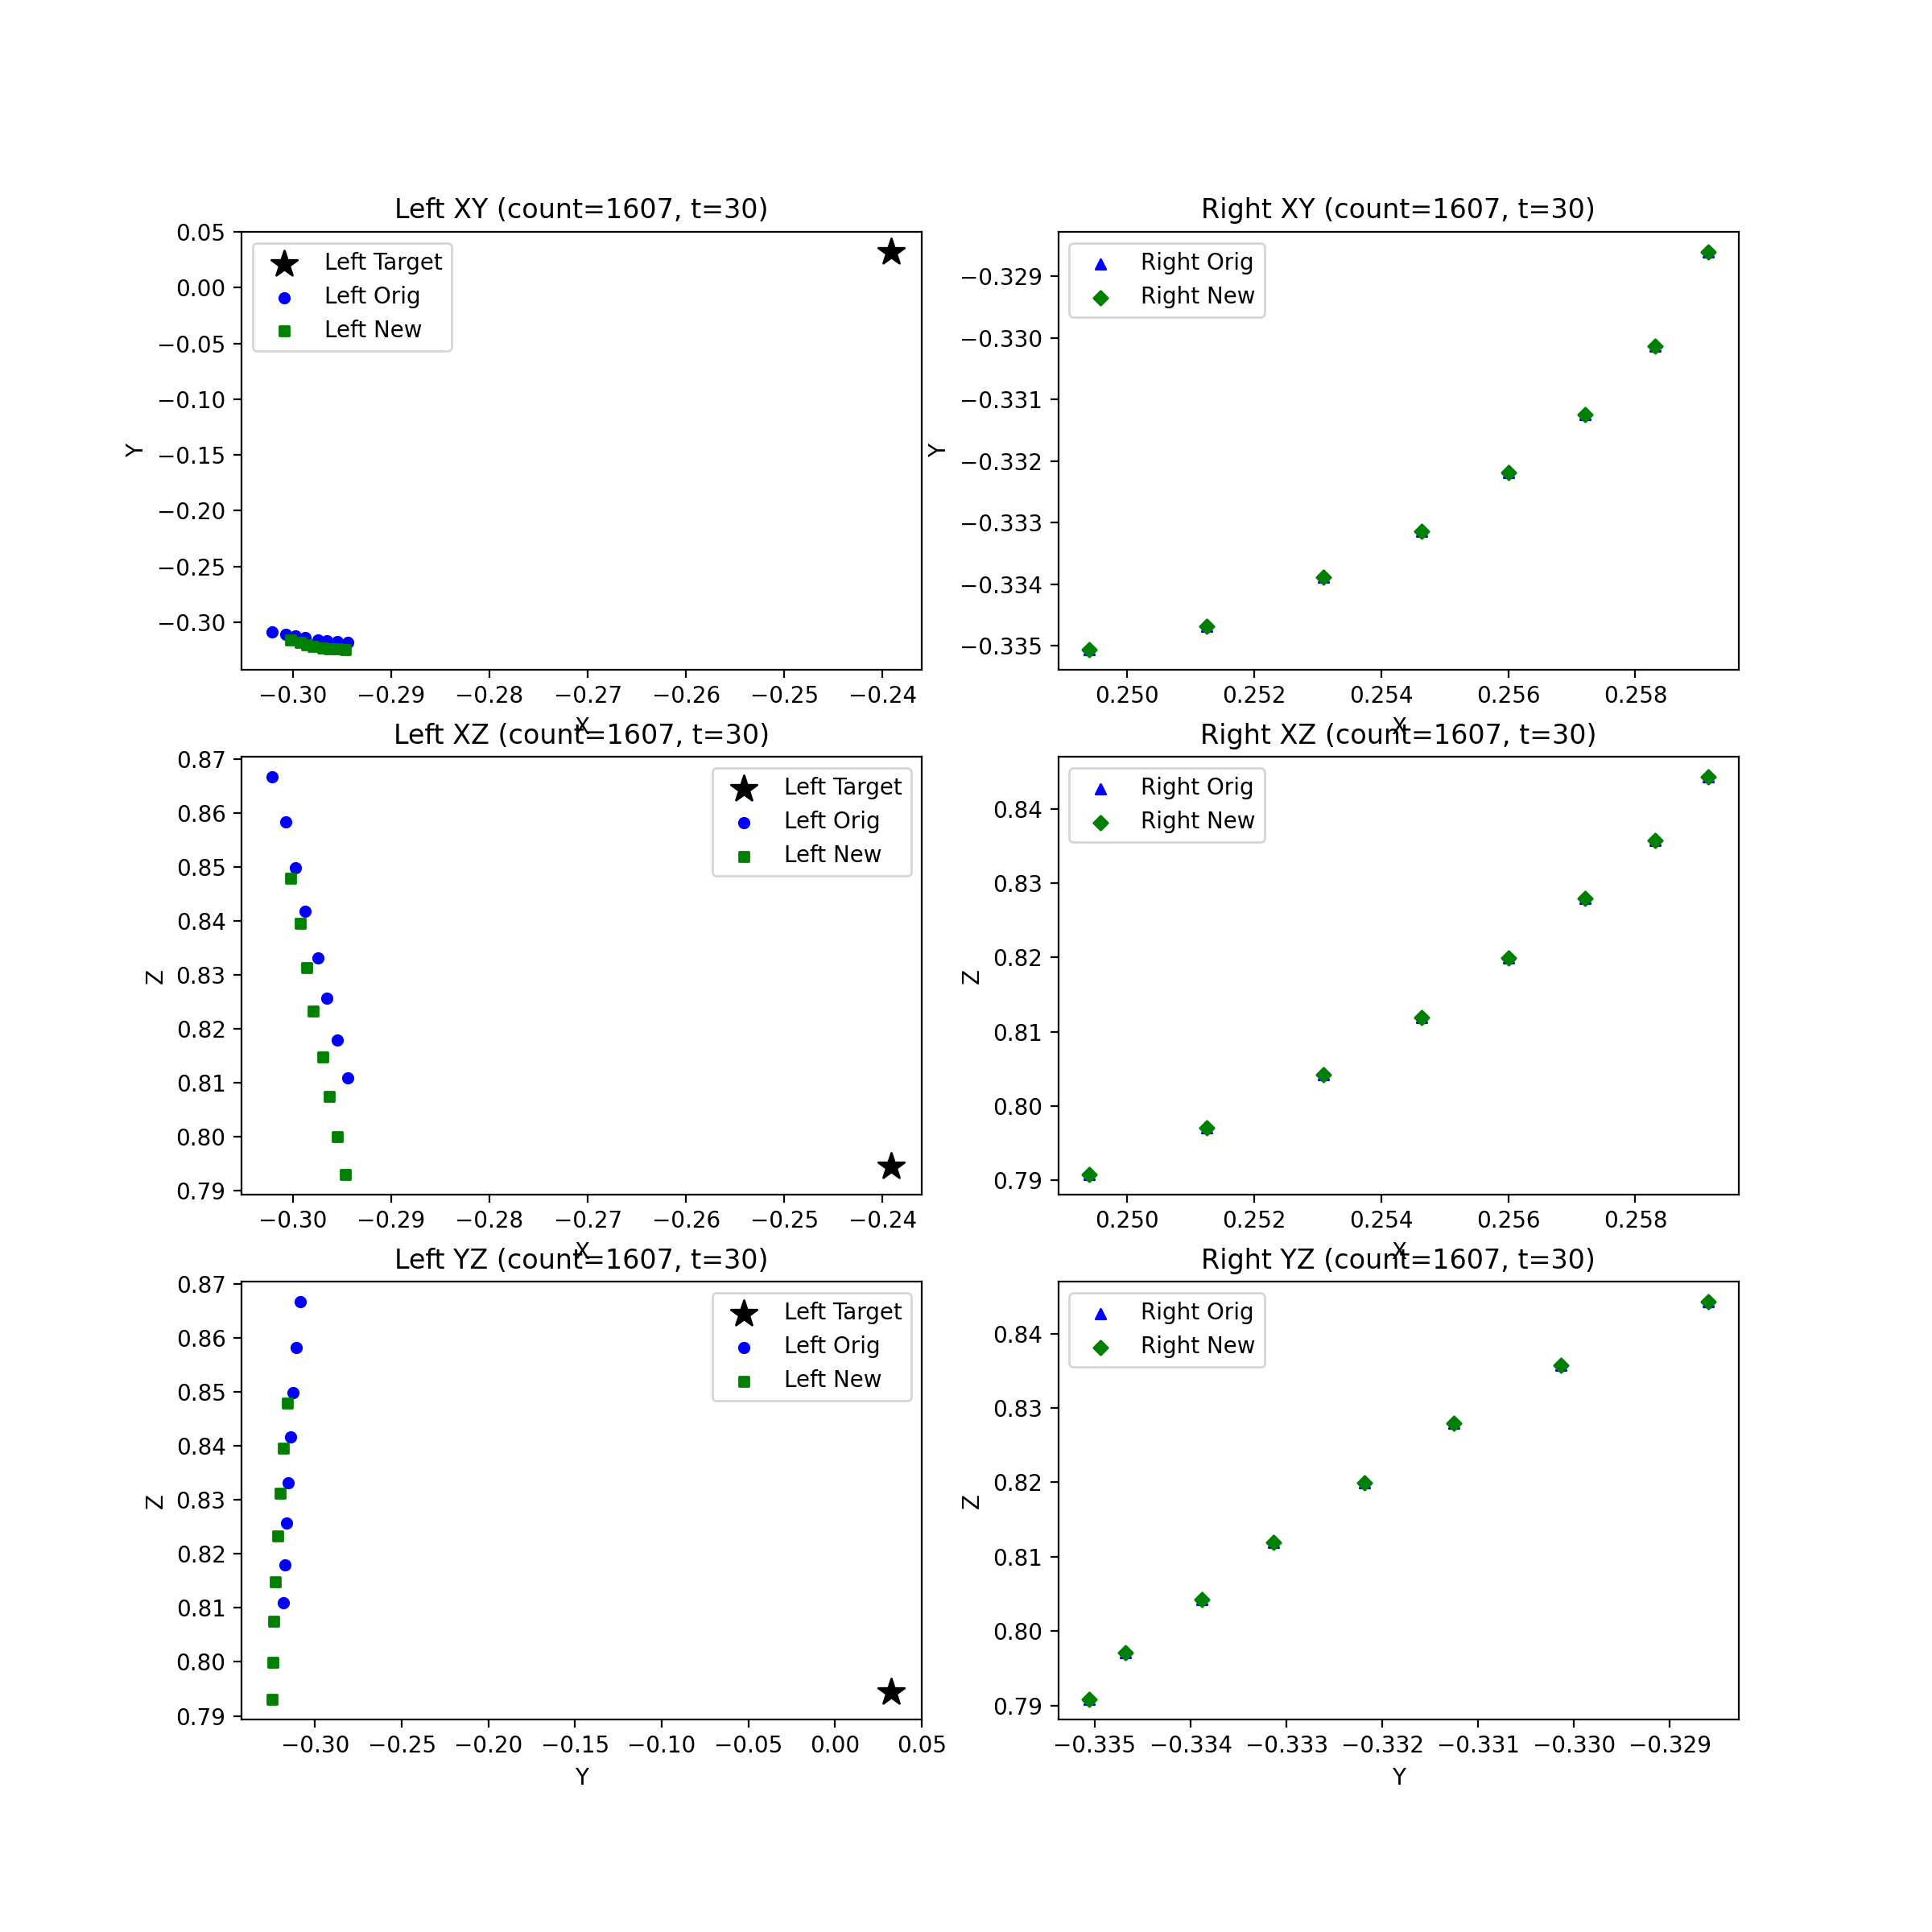 Left XY (count=1607, t=30)
Right XY (count=1607, t=30)
0.05
0.00
−0.05
−0.10
−0.15
−0.20
−0.25
−0.30
Y
Left Target
Left Orig
Left New
−0.30 −0.29 −0.28 −0.27 −0.26 −0.25 −0.24
X
−0.329
−0.330
−0.331
−0.332
−0.333
−0.334
−0.335
Y
Right Orig
Right New
0.250 0.252 0.254 0.256 0.258
X
Left XZ (count=1607, t=30)
Right XZ (count=1607, t=30)
0.87
0.86
0.85
0.84
0.83
0.82
0.81
0.80
0.79
Z
Left Target
Left Orig
Left New
−0.30 −0.29 −0.28 −0.27 −0.26 −0.25 −0.24
X
0.84
0.83
0.82
0.81
0.80
0.79
Z
Right Orig
Right New
0.250 0.252 0.254 0.256 0.258
X
Left YZ (count=1607, t=30)
Right YZ (count=1607, t=30)
0.87
0.86
0.85
0.84
0.83
0.82
0.81
0.80
0.79
Z
Left Target
Left Orig
Left New
−0.30 −0.25 −0.20 −0.15 −0.10 −0.05 0.00 0.05
Y
0.84
0.83
0.82
0.81
0.80
0.79
Z
Right Orig
Right New
−0.335 −0.334 −0.333 −0.332 −0.331 −0.330 −0.329
Y